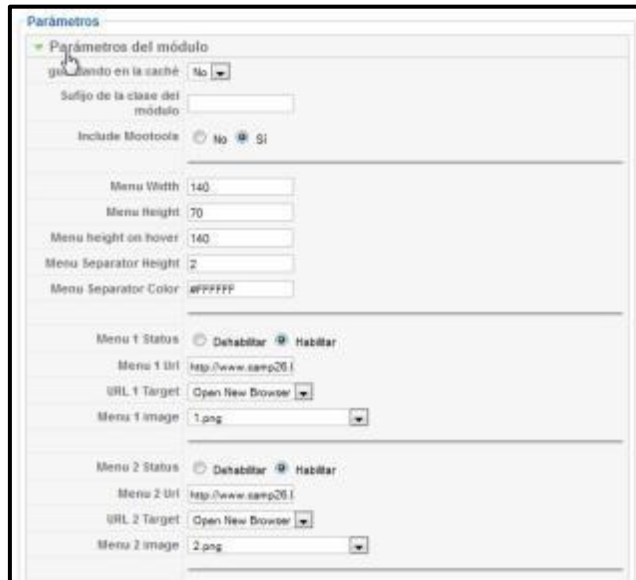 Parámetros
Parámetros del módulo
en la caché No
Sufijo de la clase del
módulo
Include Mootools No Sí
Menu Width 140
Menu Height 70
Menu height on hover 140
Menu Separator Height 2
Menu Separator Color #FFFFFF
Menu 1 Status Dehabilitar Habilitar
Menu 1 Url http://www.samp26.
URL 1 Target Open New Browser
Menu 1 image 1.png
Menu 2 Status Dehabilitar Habilitar
Menu 2 Url http://www.samp26.
URL 2 Target Open New Browser
Menu 2 image 2.png